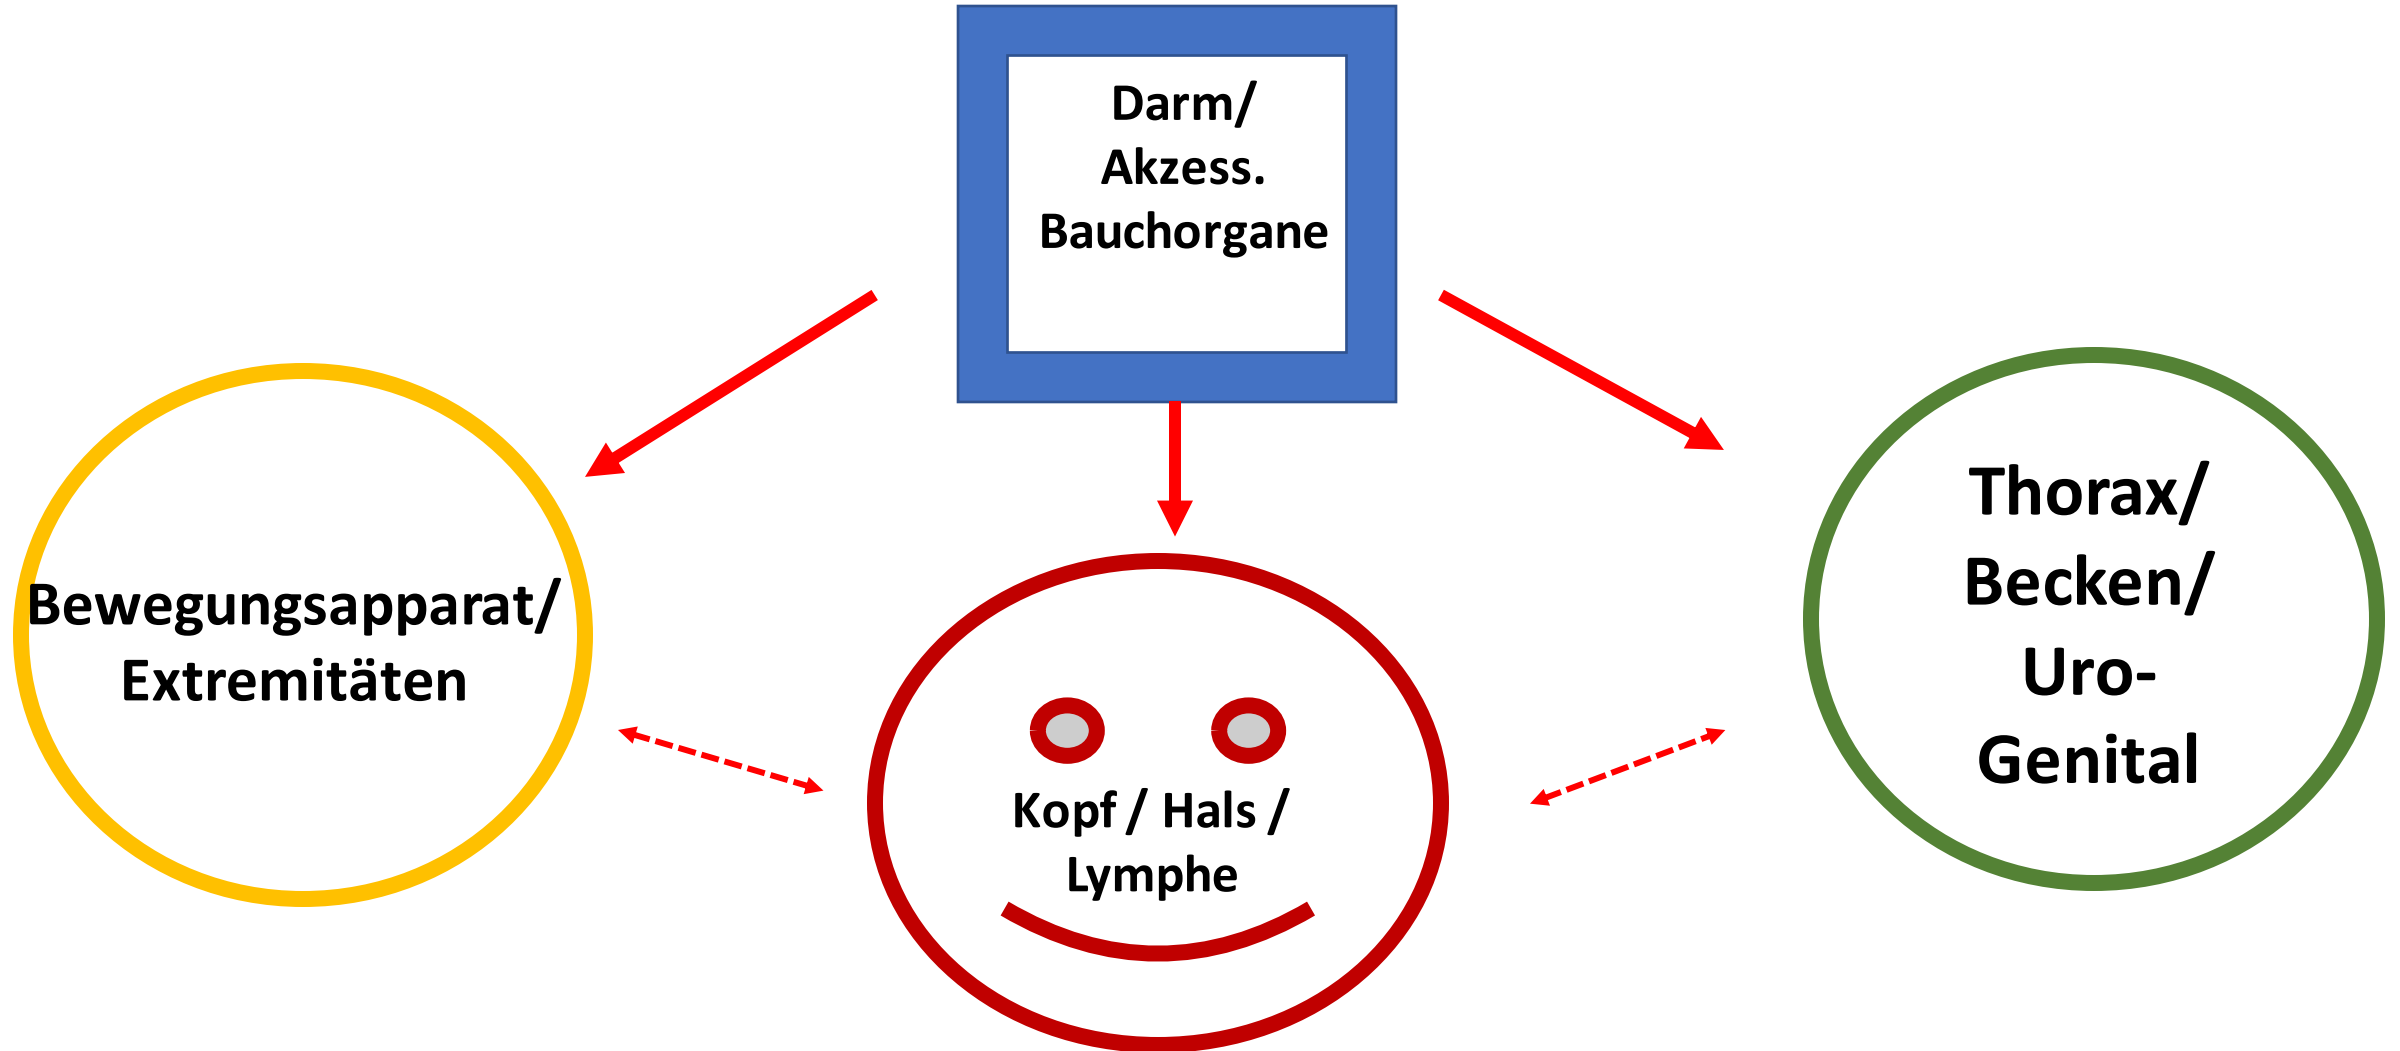 Darm/
Akzess.
Bauchorgane
Bewegungsapparat/
Extremitäten
Kopf / Hals /
Lymphe
Thorax/
Becken/
Uro-
Genital